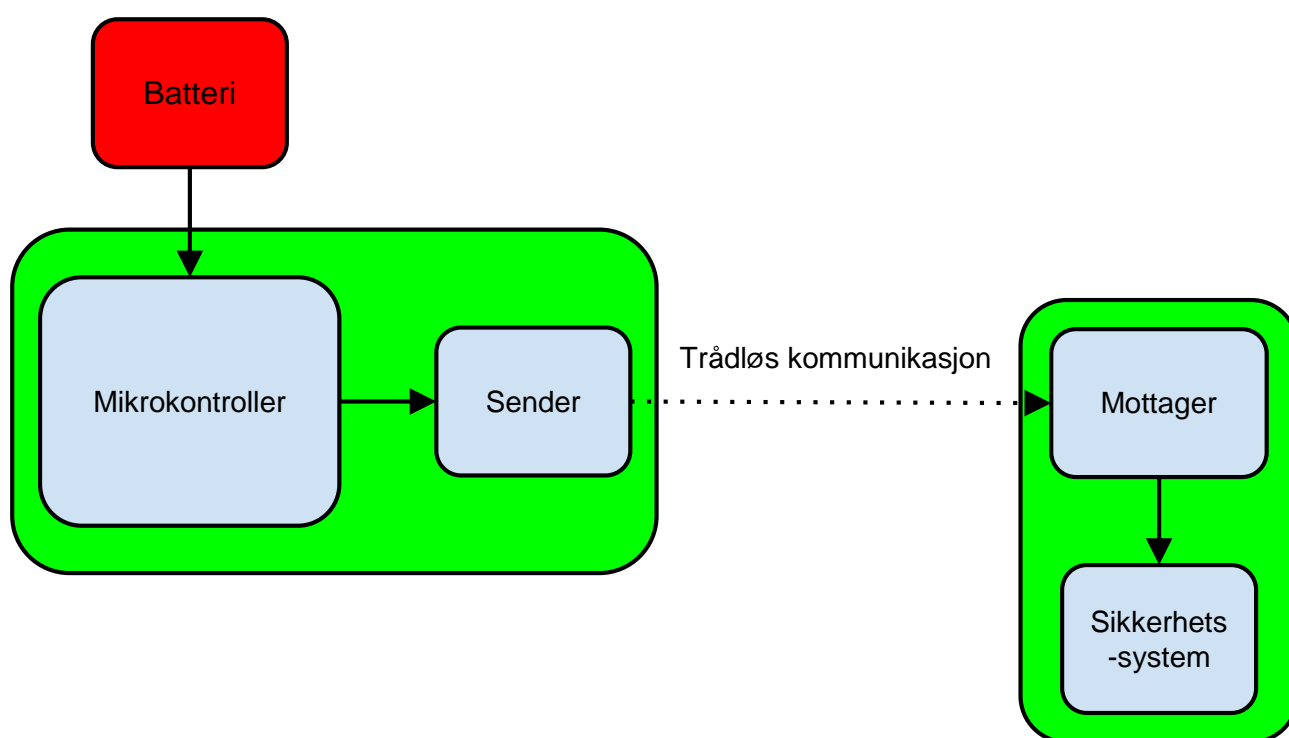 Batteri
Mikrokontroller
Sender
Trådløs kommunikasjon
Mottager
Sikkerhets
-system